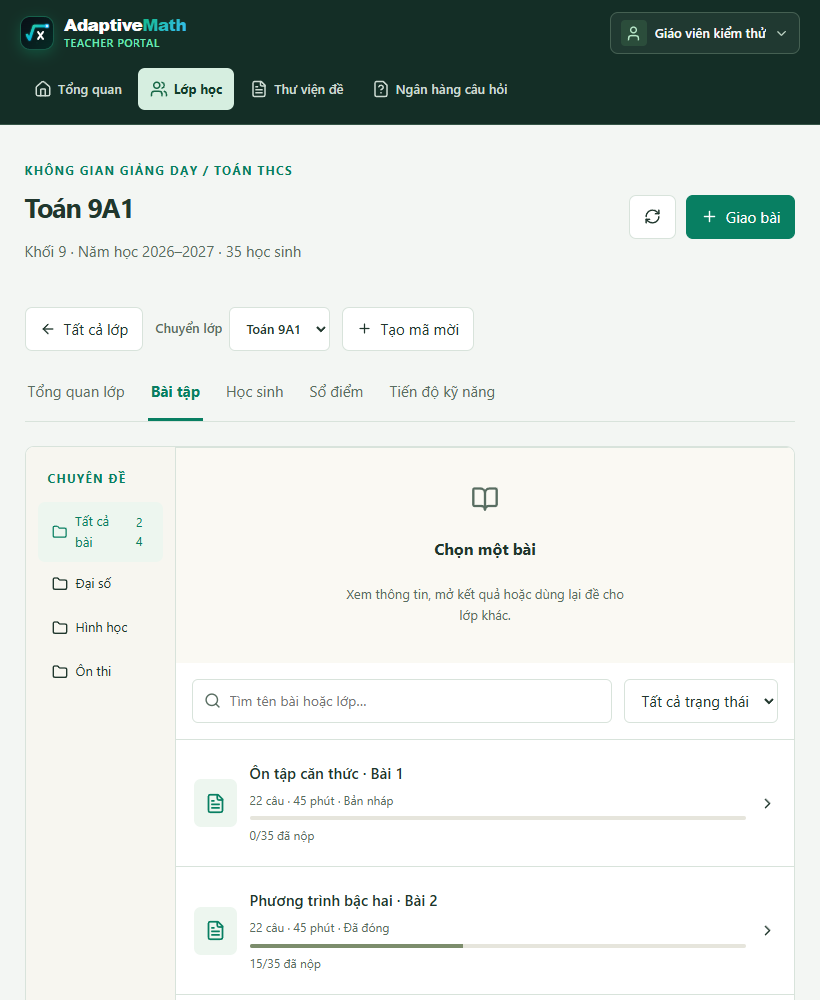 AdaptiveMath
TEACHER PORTAL
Giáo viên kiểm thử
Tổng quan
Lớp học
Thư viện đề
Ngân hàng câu hỏi
KHÔNG GIAN GIẢNG DẠY / TOÁN THCS
Toán 9A1
Khối 9 · Năm học 2026–2027 · 35 học sinh
Giao bài
Tất cả lớp
Chuyển lớp
Toán 9A1
Tạo mã mời
Tổng quan lớp
Bài tập
Học sinh
Sổ điểm
Tiến độ kỹ năng
CHUYÊN ĐỀ
Tất cả
bài
2
4
Đại số
Hình học
Ôn thi
Chọn một bài
Xem thông tin, mở kết quả hoặc dùng lại đề cho
lớp khác.
Tìm tên bài hoặc lớp...
Tất cả trạng thái
Ôn tập căn thức · Bài 1
22 câu · 45 phút · Bản nháp
0/35 đã nộp
Phương trình bậc hai · Bài 2
22 câu · 45 phút · Đã đóng
15/35 đã nộp